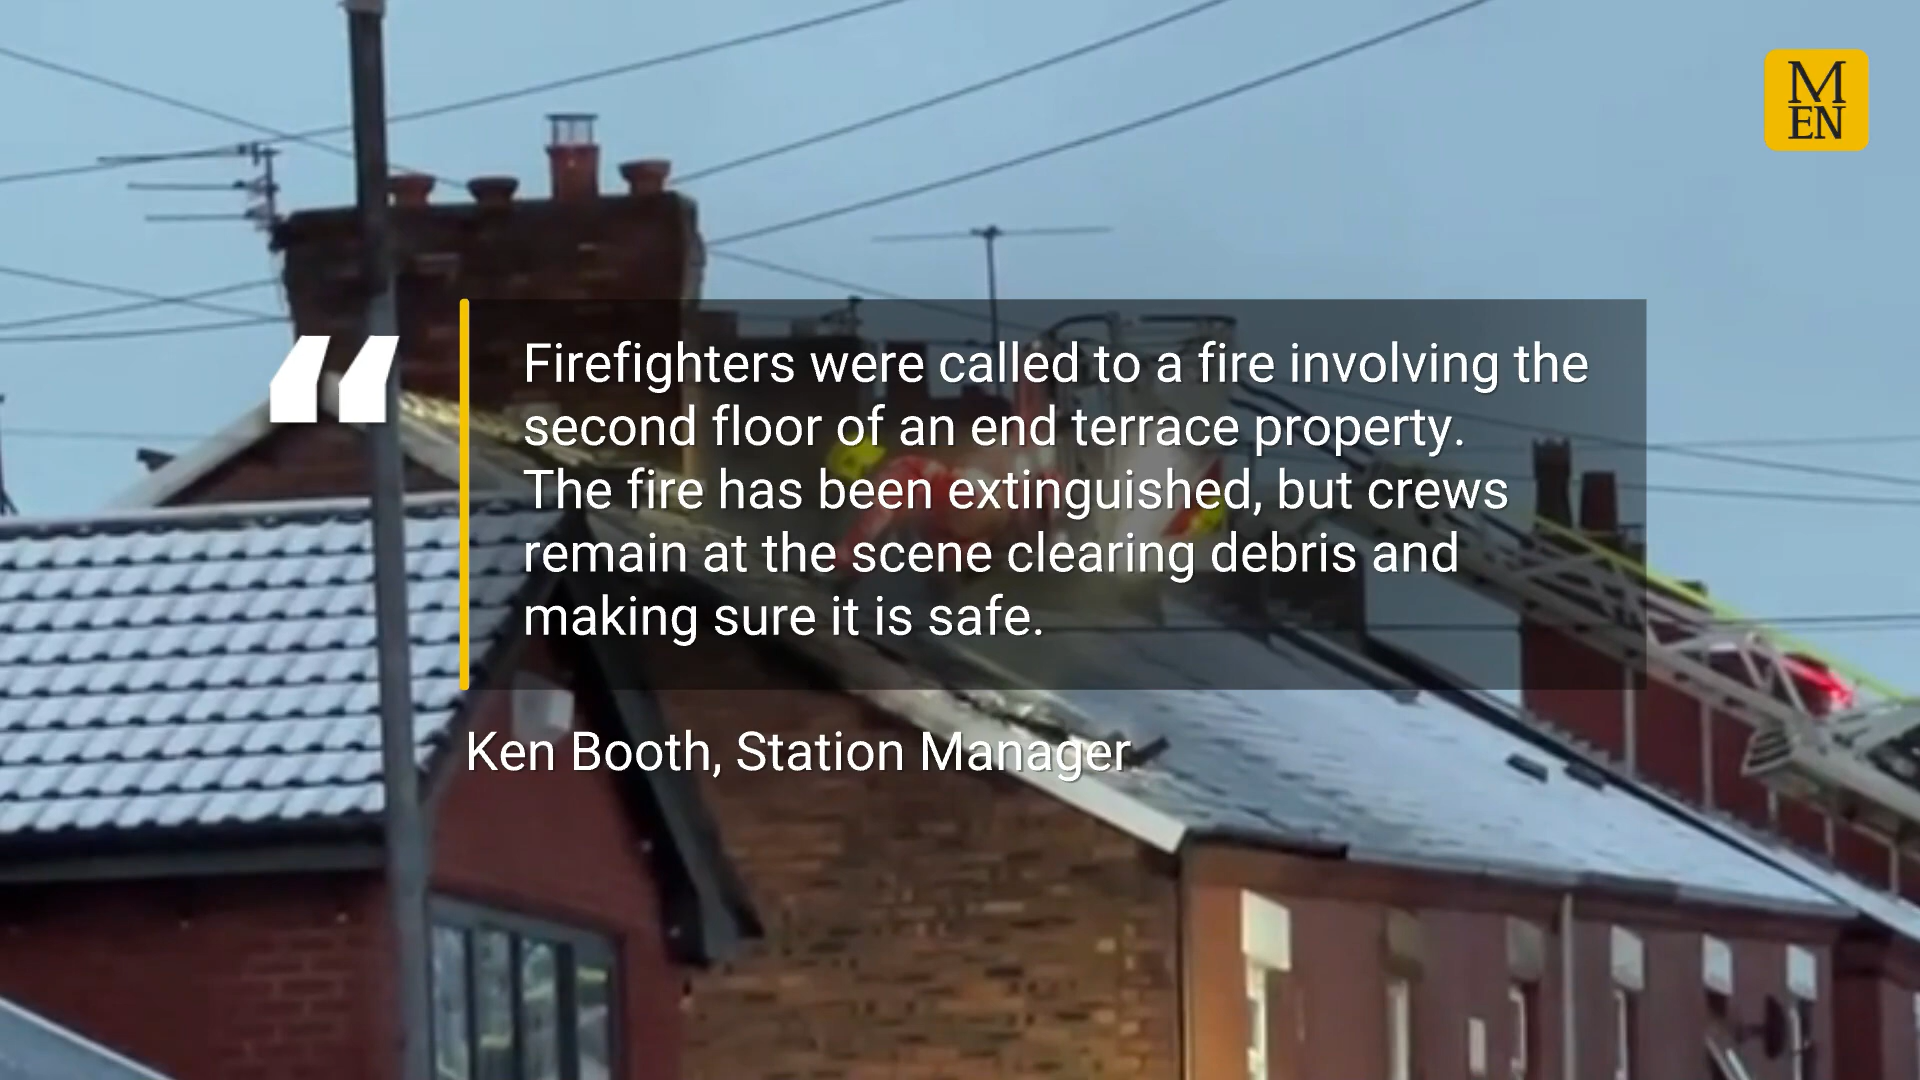 M
EN
“
Firefighters were called to a fire involving the
second floor of an end terrace property.
The fire has been extinguished, but crews
remain at the scene clearing debris and
making sure it is safe.
Ken Booth, Station Manager